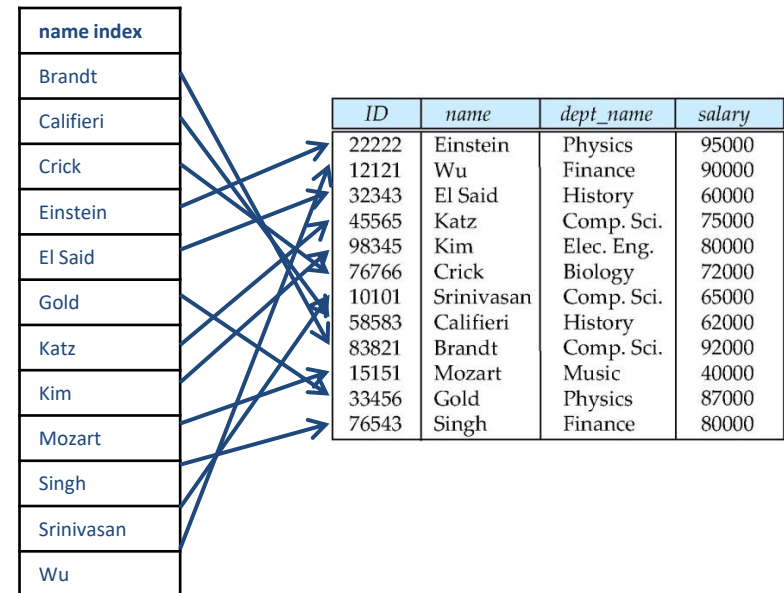 name index
Brandt
Califieri
Crick
Einstein
El Said
Gold
Katz
Kim
Mozart
Singh
Srinivasan
Wu
ID name dept_name salary
22222 Einstein Physics 95000
12121 Wu Finance 90000
32343 El Said History 60000
45565 Katz Comp. Sci. 75000
98345 Kim Elec. Eng. 80000
76766 Crick Biology 72000
10101 Srinivasan Comp. Sci. 65000
58583 Califieri History 62000
83821 Brandt Comp. Sci. 92000
15151 Mozart Music 40000
33456 Gold Physics 87000
76543 Singh Finance 80000